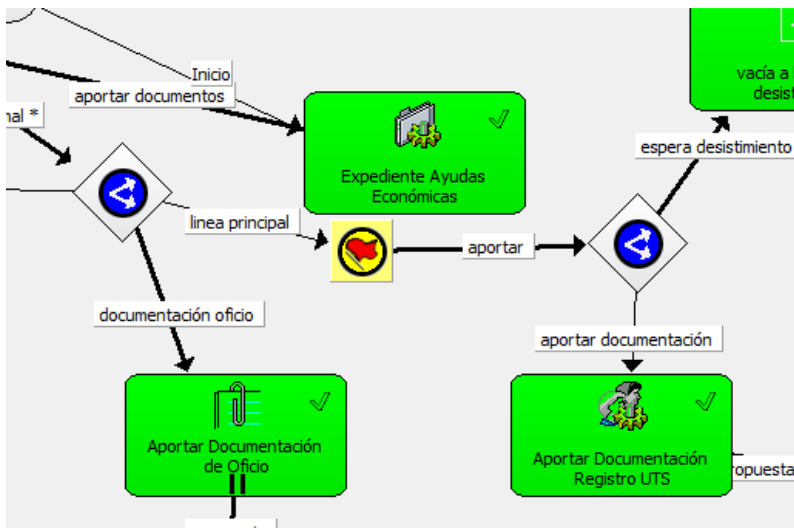 Inicio
aportar documentos
nal *
vacía a
desist
espera desistimiento
Expediente Ayudas
Económicas
linea principal
aportar
documentación oficio
aportar documentación
Aportar Documentación
de Oficio
Aportar Documentación
Registro UTS
opuesta